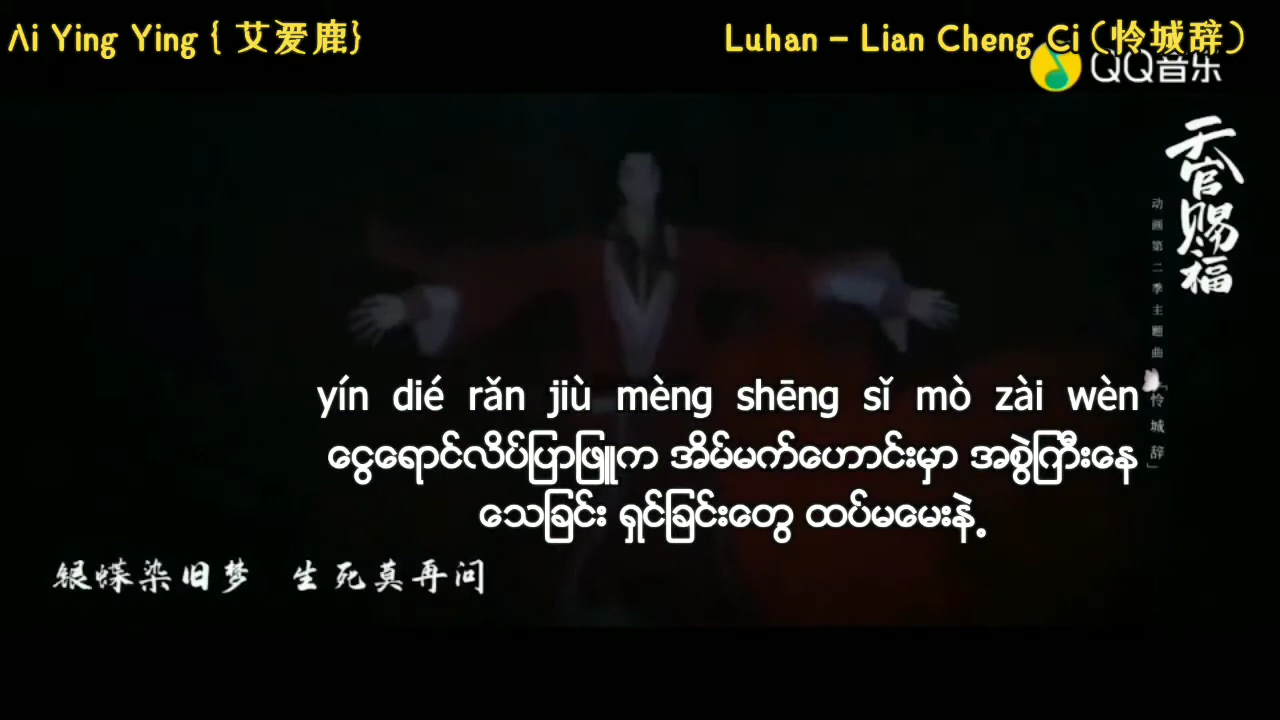 Ai Ying Ying { 艾爱鹿}
Luhan - Lian Cheng Ci (怜城辞)
QQ音乐
天官赐福
动画第二季主题曲
「怜城辞」
yín dié rǎn jiù mèng shēng sǐ mò zài wèn
ငွေရောင်လိပ်ပြာဖြူက အိမ်မက်ဟောင်းမှာ အစွဲကြီးနေ
သေခြင်း ရှင်ခြင်းတွေ ထပ်မမေးနဲ့
银蝶染旧梦 生死莫再问